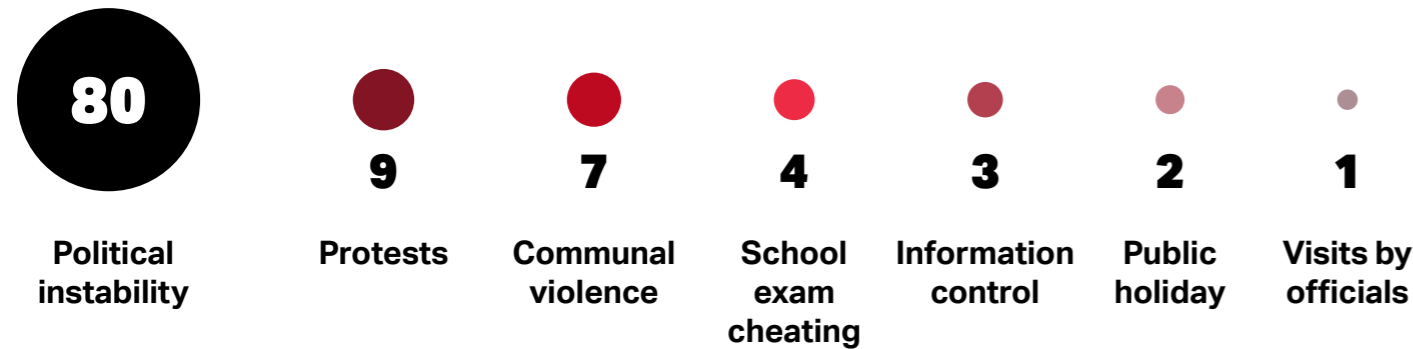 80
9
7
4
3
2
1
Political
instability
Protests
Communal
violence
School
exam
cheating
Information
control
Public
holiday
Visits by
officials